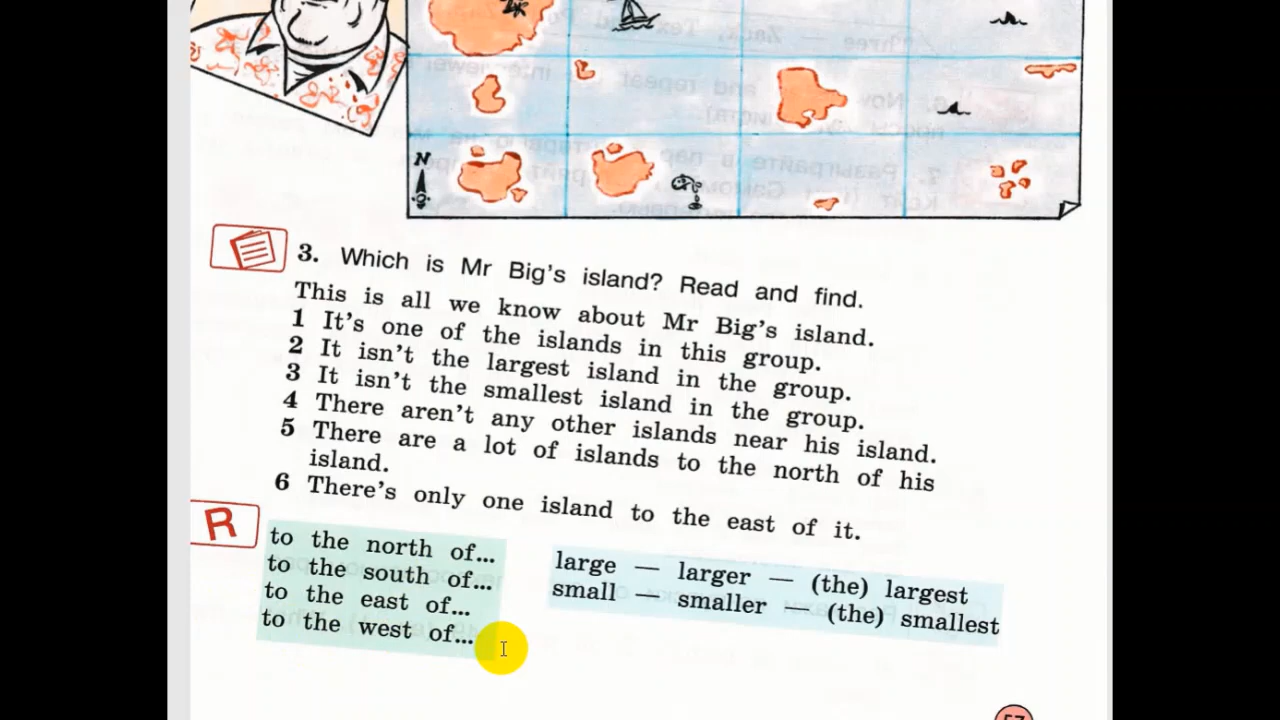 N
3. Which is Mr Big's island? Read and find.
This is all we know about Mr Big's island.
1 It's one of the islands in this group.
2 It isn't the largest island in the group.
3 It isn't the smallest island in the group.
4 There aren't any other islands near his island.
5 There are a lot of islands to the north of his
island.
6 There's only one island to the east of it.
R
to the north of...
to the south of...
to the east of...
to the west of...
large — larger — (the) largest
small — smaller — (the) smallest
57